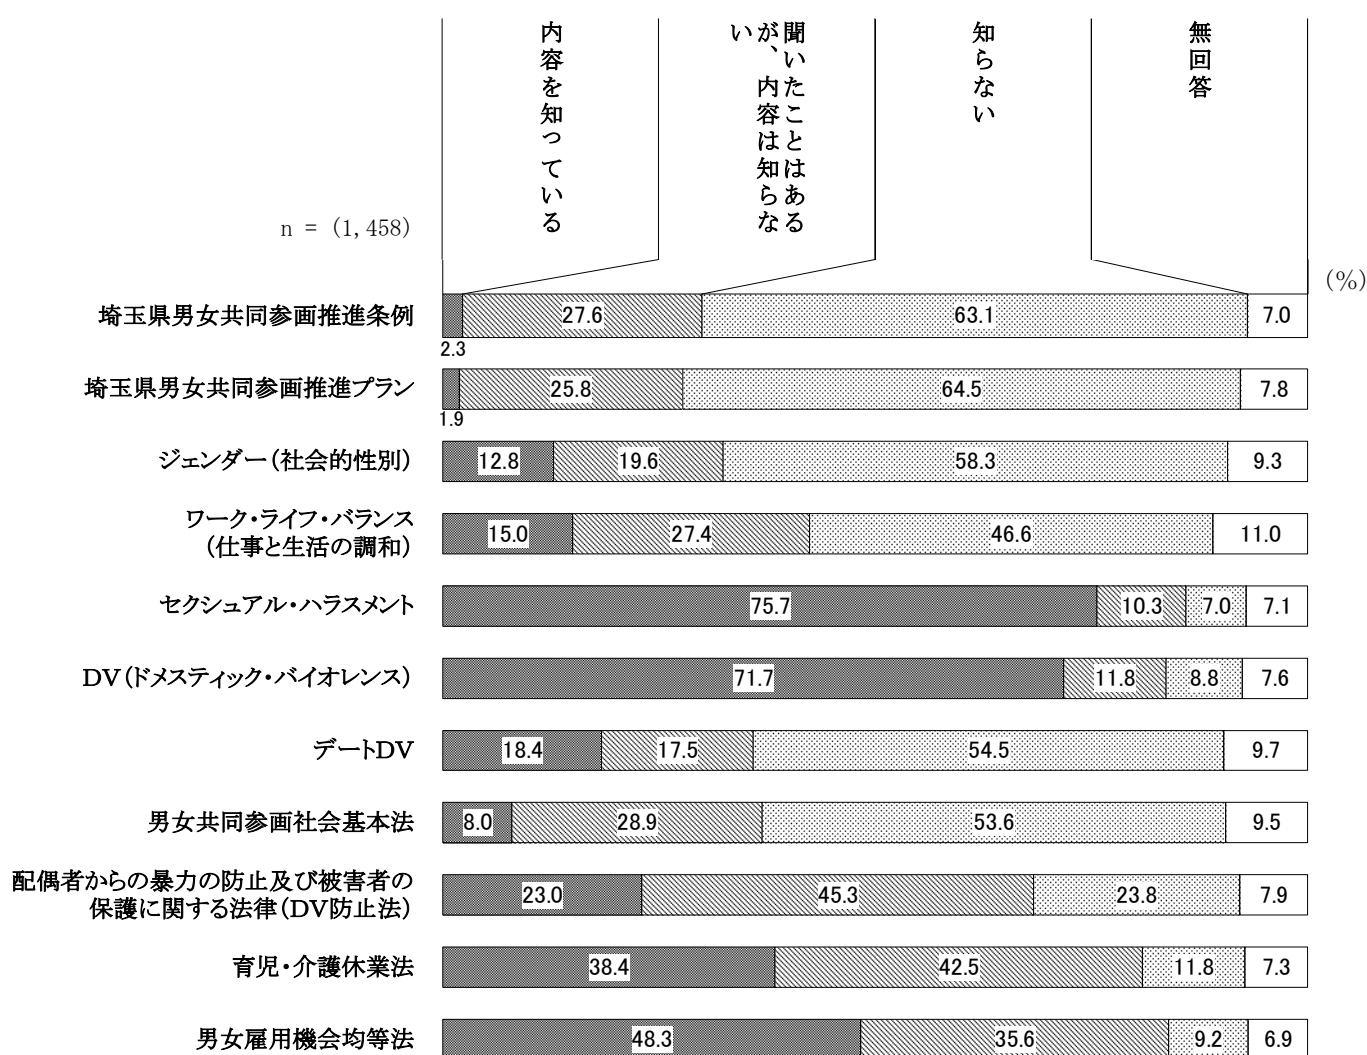 内容を知っている
聞いたことはある
が、内容は知らな
い
知らない
無回答
n = (1,458)
(%)
埼玉県男女共同参画推進条例
27.6
63.1
7.0
2.3
埼玉県男女共同参画推進プラン
25.8
64.5
7.8
1.9
ジェンダー(社会的性別)
12.8
19.6
58.3
9.3
ワーク・ライフ・バランス
(仕事と生活の調和)
15.0
27.4
46.6
11.0
セクシュアル・ハラスメント
75.7
10.3
7.0
7.1
DV(ドメスティック・バイオレンス)
71.7
11.8
8.8
7.6
デートDV
18.4
17.5
54.5
9.7
男女共同参画社会基本法
8.0
28.9
53.6
9.5
配偶者からの暴力の防止及び被害者の
保護に関する法律(DV防止法)
23.0
45.3
23.8
7.9
育児・介護休業法
38.4
42.5
11.8
7.3
男女雇用機会均等法
48.3
35.6
9.2
6.9